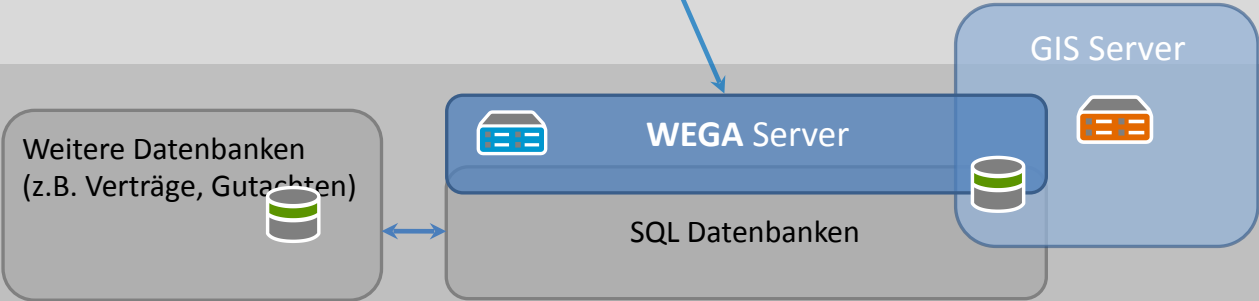 GIS Server
WEGA Server
Weitere Datenbanken
(z.B. Verträge, Gutachten)
SQL Datenbanken